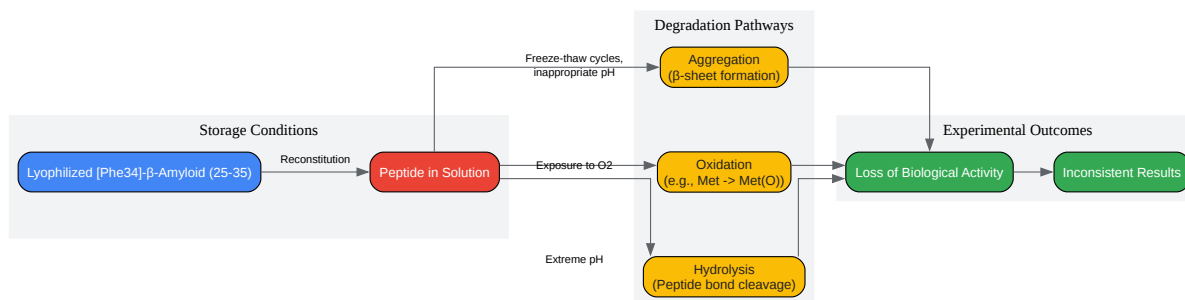 Degradation Pathways
Freeze-thaw cycles,
inappropriate pH
Aggregation
(β-sheet formation)
Storage Conditions
Experimental Outcomes
Lyophilized [Phe34]-β-Amyloid (25-35)
Reconstitution
Peptide in Solution
Exposure to O2
Oxidation
(e.g., Met -> Met(O))
Loss of Biological Activity
Inconsistent Results
Extreme pH
Hydrolysis
(Peptide bond cleavage)